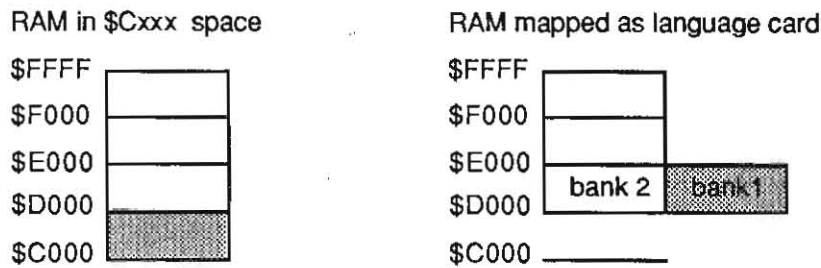 RAM in $Cxxx space
$FFFF
$F000
$E000
$D000
$C000
RAM mapped as language card
$FFFF
$F000
$E000
bank 2 bank1
$D000
$C000